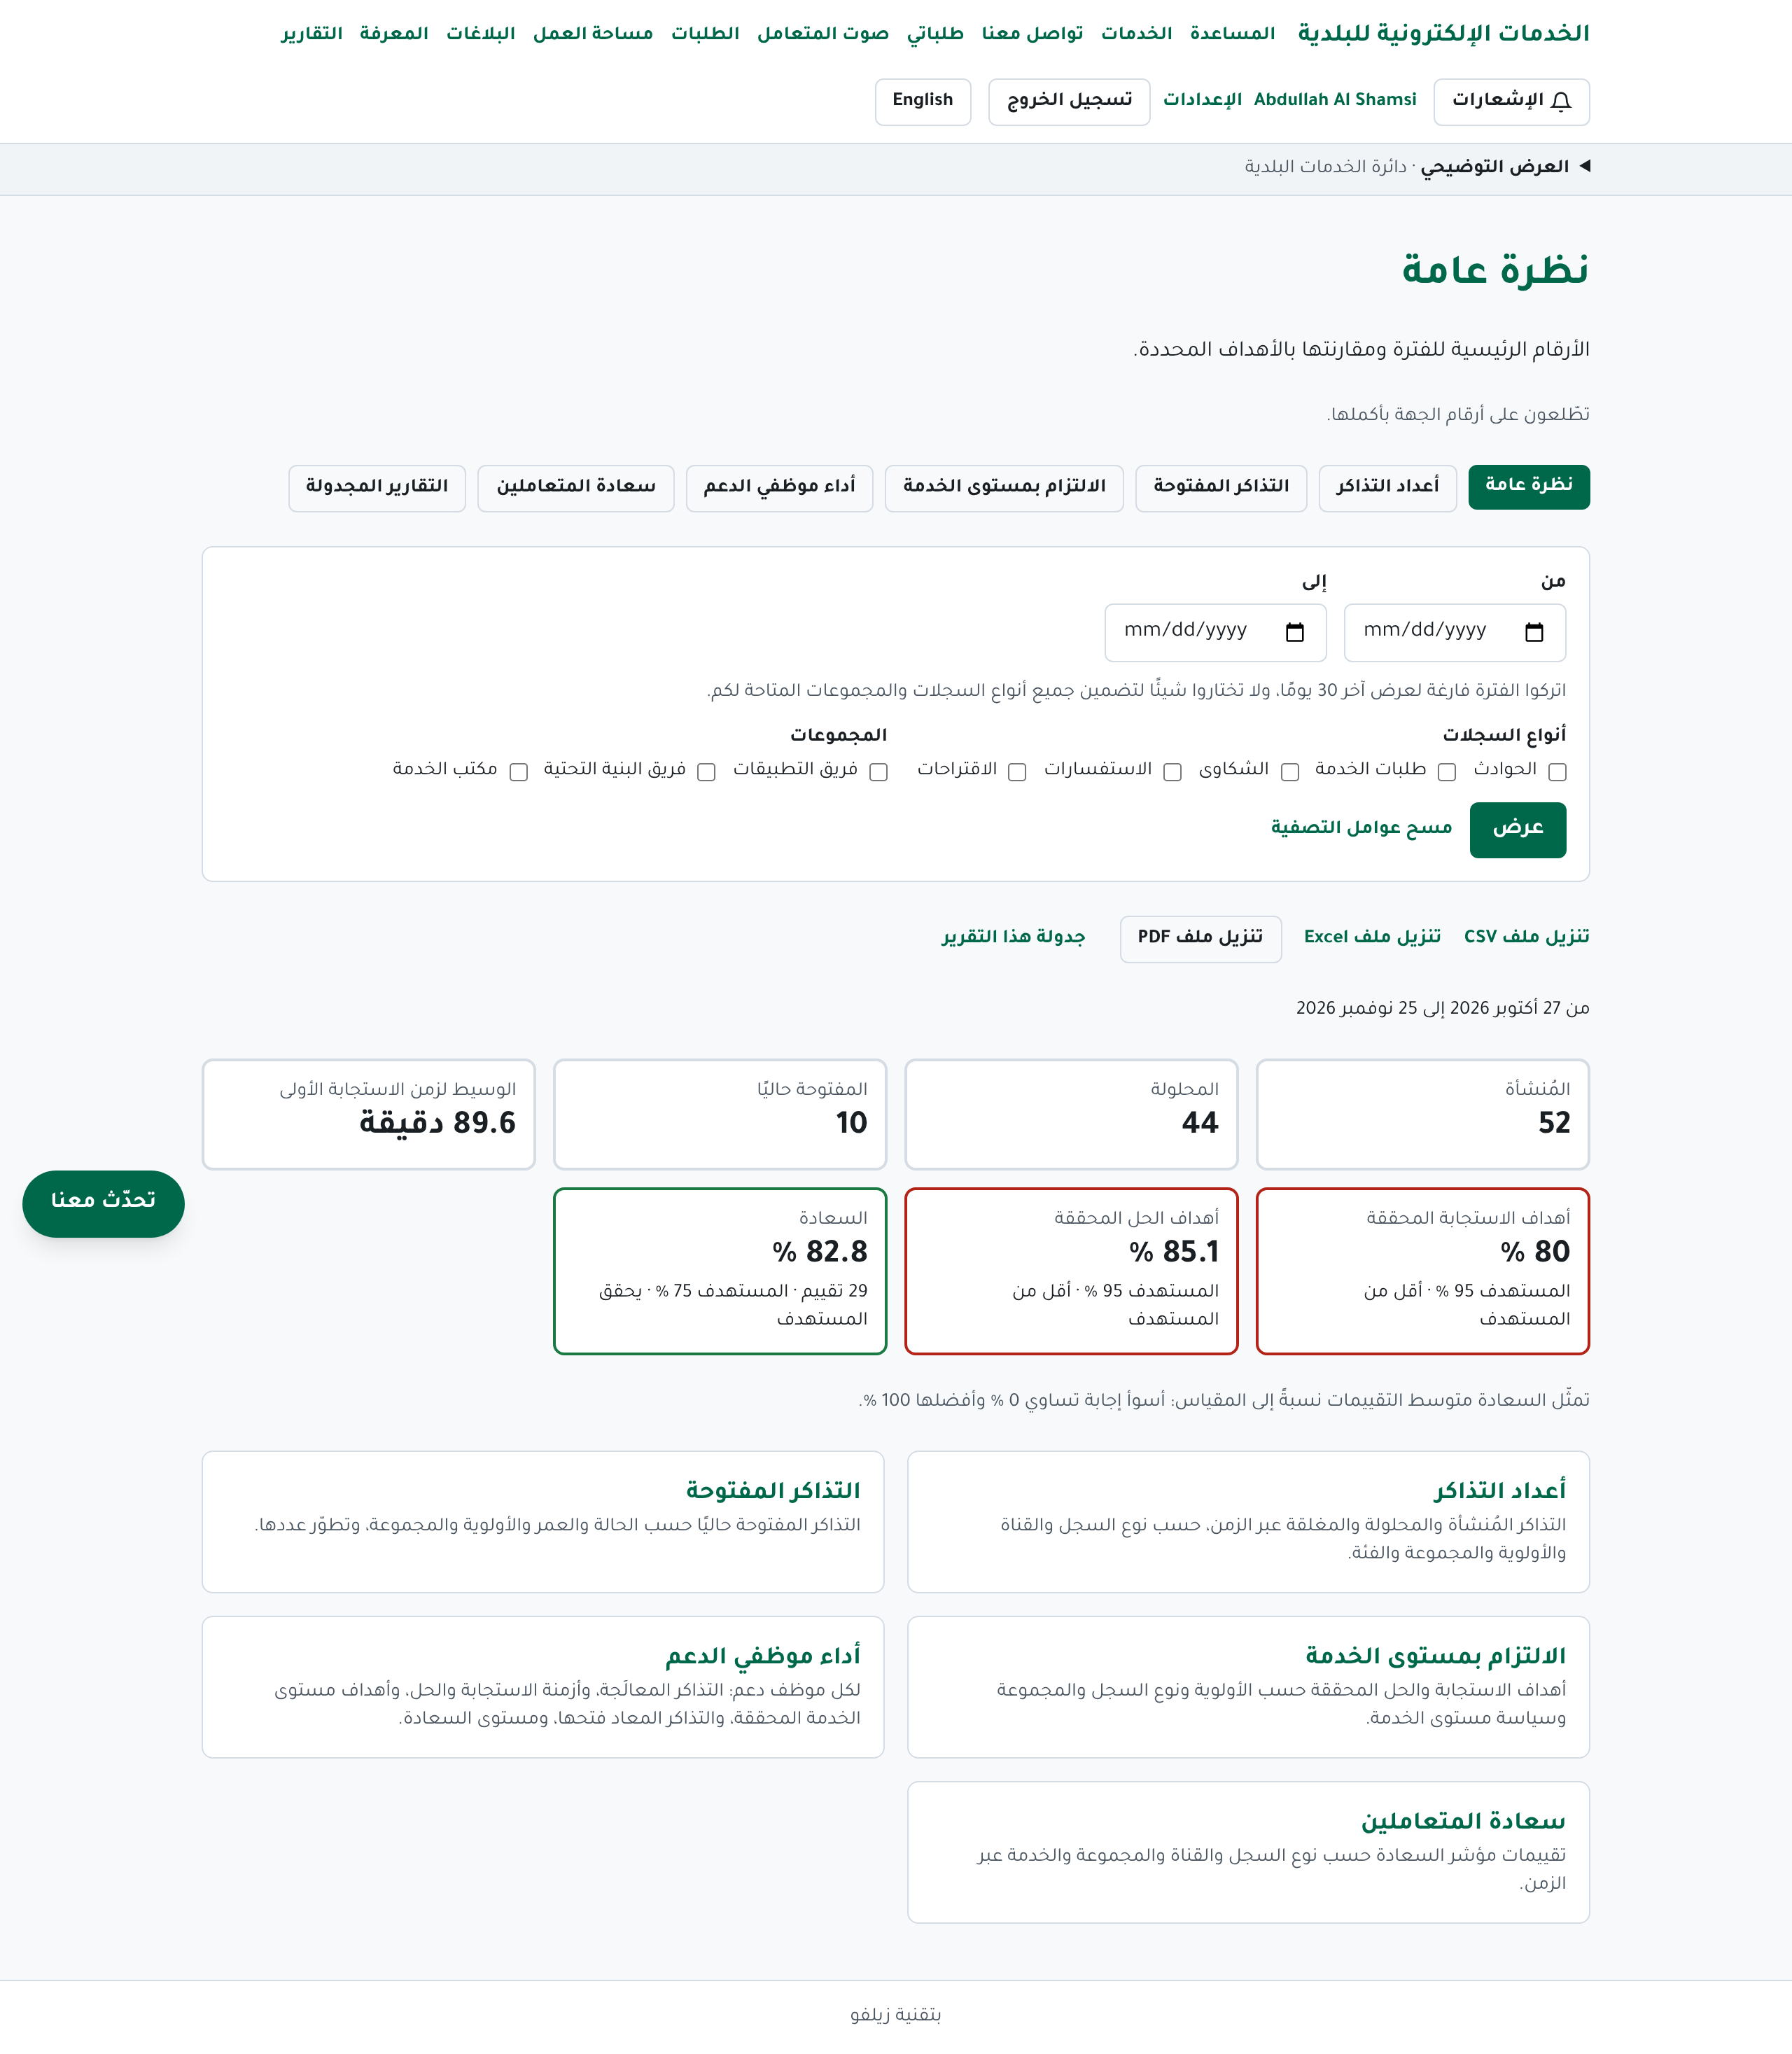 الخدمات الإلكترونية للبلدية المساعدة الخدمات تواصل معنا طلباتي صوت المتعامل الطلبات مساحة العمل البلاغات المعرفة التقارير
الإشعارات Abdullah Al Shamsi الإعدادات تسجيل الخروج English
العرض التوضيحي · دائرة الخدمات البلدية
نظرة عامة
الأرقام الرئيسية للفترة ومقارنتها بالأهداف المحددة.
تطّلعون على أرقام الجهة بأكملها.
نظرة عامة أعداد التذاكر التذاكر المفتوحة الالتزام بمستوى الخدمة أداء موظفي الدعم سعادة المتعاملين التقارير المجدولة
من إلى
mm/dd/yyyy mm/dd/yyyy
اتركوا الفترة فارغة لعرض آخر 30 يومًا، ولا تختاروا شيئًا لتضمين جميع أنواع السجلات والمجموعات المتاحة لكم.
أنواع السجلات المجموعات
الحوادث طلبات الخدمة الشكاوى الاستفسارات الاقتراحات فريق التطبيقات فريق البنية التحتية مكتب الخدمة
عرض مسح عوامل التصفية
تنزيل ملف CSV تنزيل ملف Excel تنزيل ملف PDF جدولة هذا التقرير
من 27 أكتوبر 2026 إلى 25 نوفمبر 2026
المُنشأة المحلولة المفتوحة حاليًا الوسيط لزمن الاستجابة الأولى
52 44 10 89.6 دقيقة
تحدّث معنا
أهداف الاستجابة المحققة أهداف الحل المحققة السعادة
80 % 85.1 % 82.8 %
المستهدف 95 % · أقل من المستهدف 95 % · أقل من 29 تقييم · المستهدف 75 % · يحقق
المستهدف المستهدف المستهدف
تمثّل السعادة متوسط التقييمات نسبةً إلى المقياس: أسوأ إجابة تساوي 0 % وأفضلها 100 %.
أعداد التذاكر
التذاكر المُنشأة والمحلولة والمغلقة عبر الزمن، حسب نوع السجل والقناة
والأولوية والمجموعة والفئة.
التذاكر المفتوحة
التذاكر المفتوحة حاليًا حسب الحالة والعمر والأولوية والمجموعة، وتطوّر عددها.
الالتزام بمستوى الخدمة
أهداف الاستجابة والحل المحققة حسب الأولوية ونوع السجل والمجموعة
وسياسة مستوى الخدمة.
أداء موظفي الدعم
لكل موظف دعم: التذاكر المعالَجة، وأزمنة الاستجابة والحل، وأهداف مستوى
الخدمة المحققة، والتذاكر المعاد فتحها، ومستوى السعادة.
سعادة المتعاملين
تقييمات مؤشر السعادة حسب نوع السجل والقناة والمجموعة والخدمة عبر
الزمن.
بتقنية زيلفو